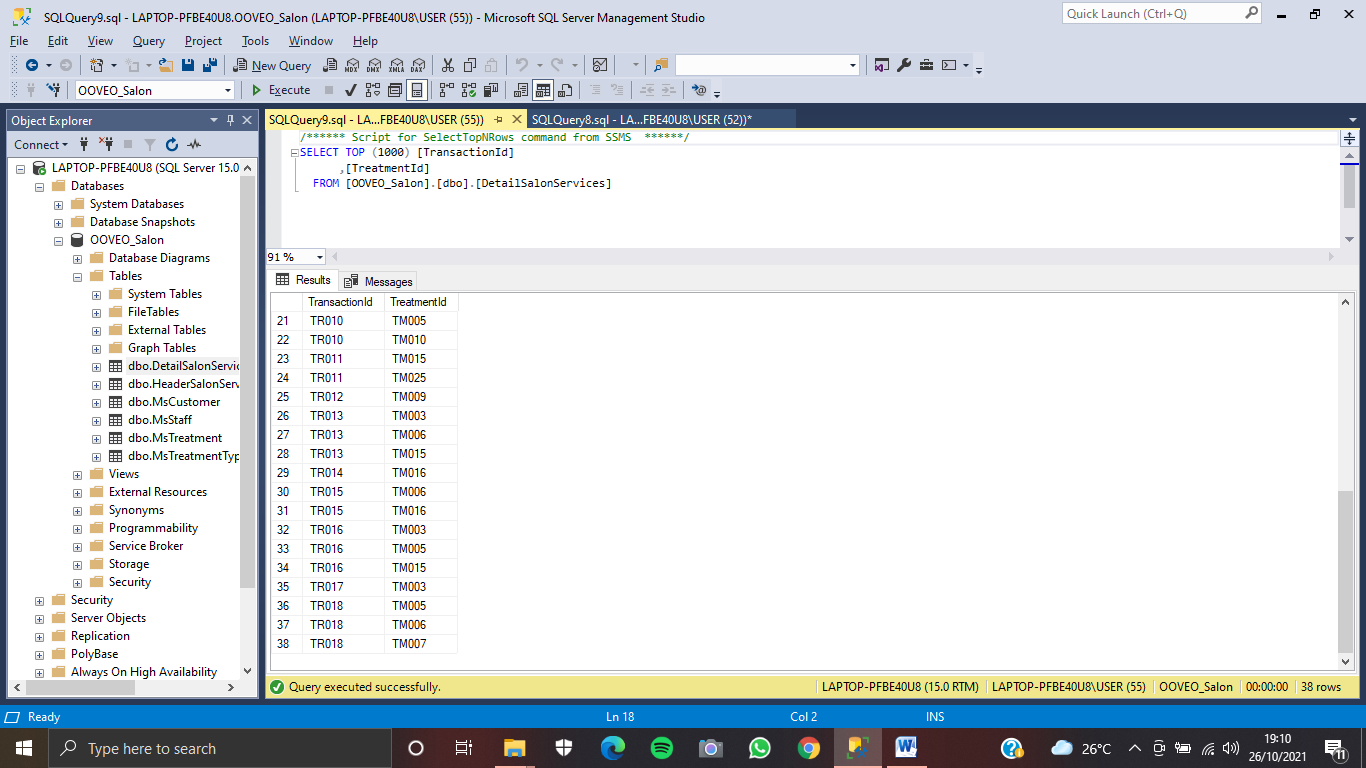 SQLQuery9.sql - LAPTOP-PFBE40U8.OOVEO_Salon (LAPTOP-PFBE40U8\USER (55)) - Microsoft SQL Server Management Studio
Quick Launch (Ctrl+Q)
File Edit View Query Project Tools Window Help
New Query MDX DMX XMLA DAX
OOVEO_Salon Execute
Object Explorer
SQLQuery9.sql - LA...FBE40U8\USER (55)) SQLQuery8.sql - LA...FBE40U8\USER (52))*
Connect
LAPTOP-PFBE40U8 (SQL Server 15.0
Databases
System Databases
Database Snapshots
OOVEO_Salon
Database Diagrams
Tables
System Tables
FileTables
External Tables
Graph Tables
dbo.DetailSalonServic
dbo.HeaderSalonServ
dbo.MsCustomer
dbo.MsStaff
dbo.MsTreatment
dbo.MsTreatmentTyp
Views
External Resources
Synonyms
Programmability
Service Broker
Storage
Security
Security
Server Objects
Replication
PolyBase
Always On High Availability
/****** Script for SelectTopNRows command from SSMS ******/
SELECT TOP (1000) [TransactionId]
,[TreatmentId]
FROM [OOVEO_Salon].[dbo].[DetailSalonServices]
91 %
Results Messages
TransactionId TreatmentId
21 TR010 TM005
22 TR010 TM010
23 TR011 TM015
24 TR011 TM025
25 TR012 TM009
26 TR013 TM003
27 TR013 TM006
28 TR013 TM015
29 TR014 TM016
30 TR015 TM006
31 TR015 TM016
32 TR016 TM003
33 TR016 TM005
34 TR016 TM015
35 TR017 TM003
36 TR018 TM005
37 TR018 TM006
38 TR018 TM007
Query executed successfully. LAPTOP-PFBE40U8 (15.0 RTM) LAPTOP-PFBE40U8\USER (55) OOVEO_Salon 00:00:00 38 rows
Ready Ln 18 Col 2 INS
Type here to search 26°C 19:10
26/10/2021 11